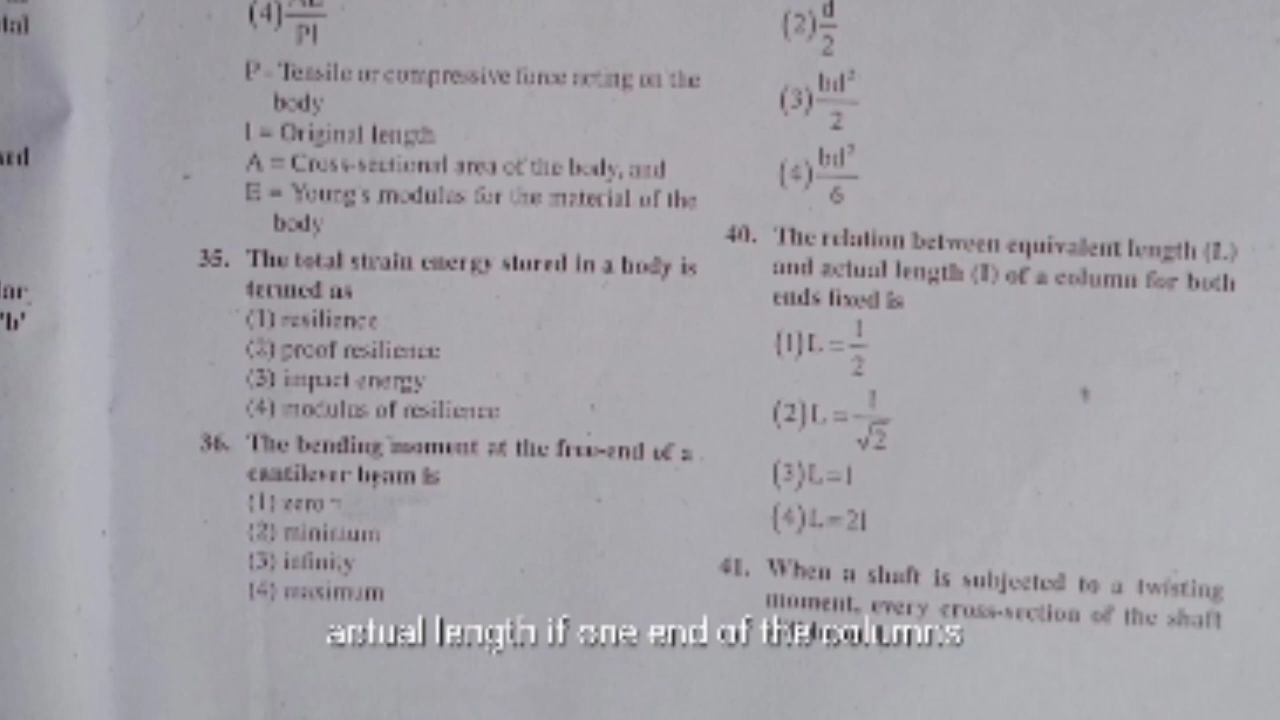 tal
(4) AE/Pl
P - Tensile or compressive force acting on the
body
l = Original length
A = Cross-sectional area of the body, and
E = Young's modulus for the material of the
body
35. The total strain energy stored in a body is
termed as
(1) resilience
(2) proof resilience
(3) impact energy
(4) modulus of resilience
36. The bending moment at the free-end of a
cantilever beam is
(1) zero
(2) minimum
(3) infinity
(4) maximum
ar
'b'
(2) d/2
(3) bd²/2
(4) bd²/6
40. The relation between equivalent length (L)
and actual length (l) of a column for both
ends fixed is
(1) L = l/2
(2) L = l/√2
(3) L=l
(4) L=2l
41. When a shaft is subjected to a twisting
moment, every cross-section of the shaft
actual length if one end of the columns